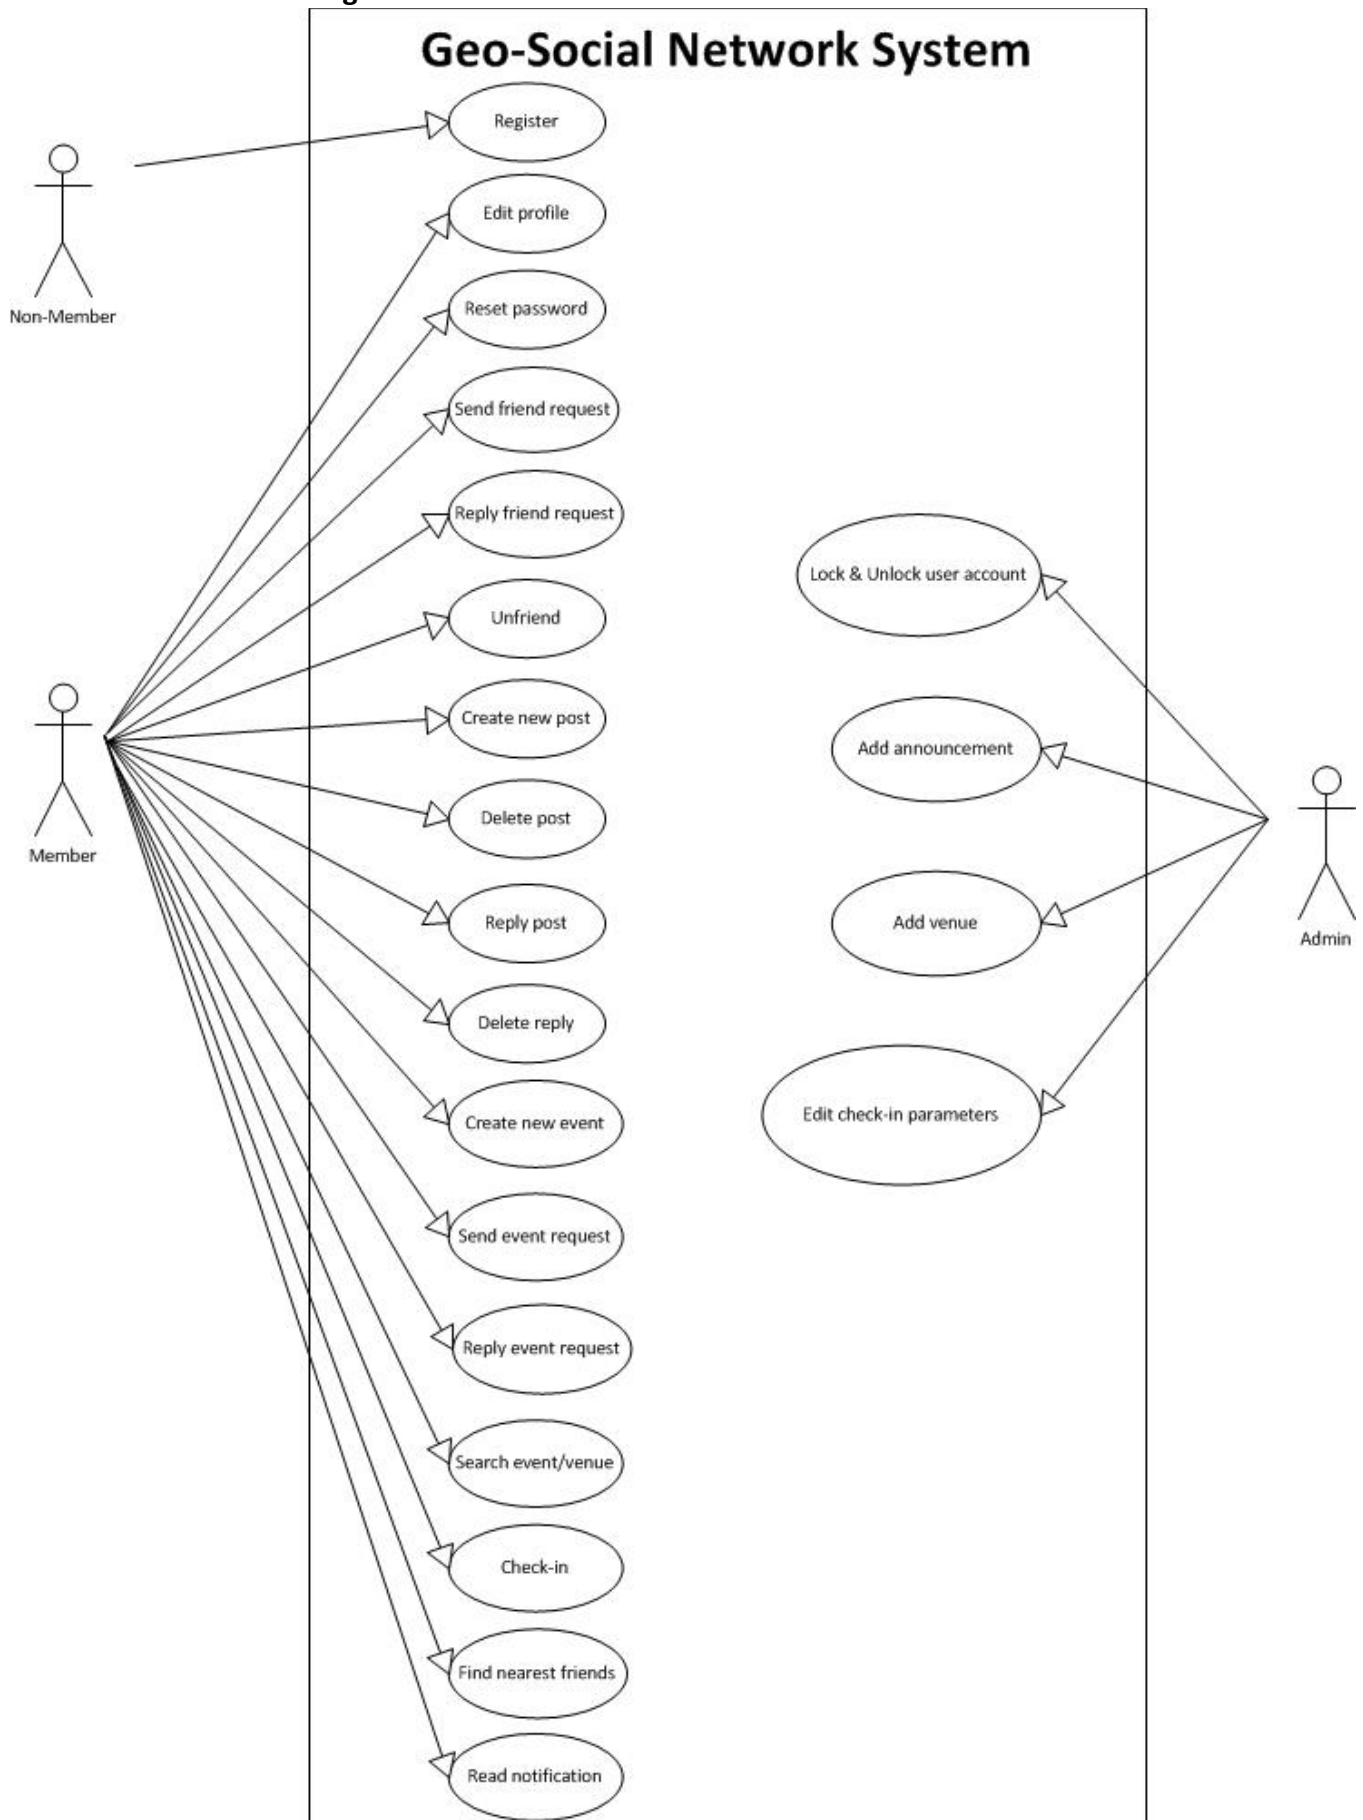 Geo-Social Network System
Register
Non-Member
Edit profile
Reset password
Send friend request
Reply friend request
Unfriend
Create new post
Member
Delete post
Reply post
Delete reply
Create new event
Send event request
Reply event request
Search event/venue
Check-in
Find nearest friends
Read notification
Lock & Unlock user account
Add announcement
Add venue
Edit check-in parameters
Admin